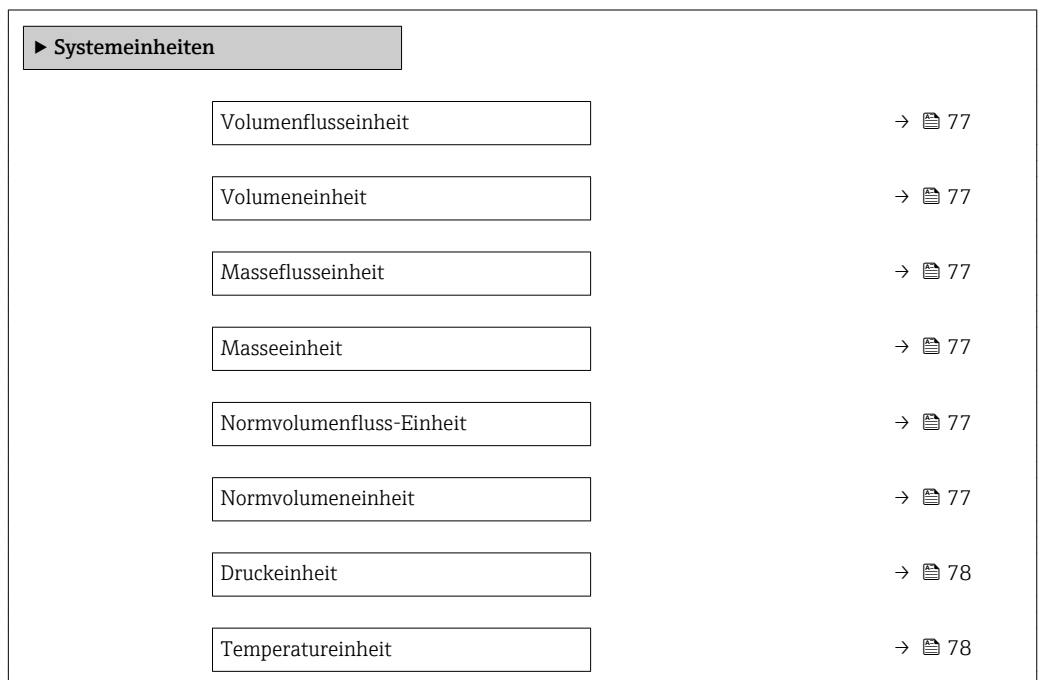 ▶ Systemeinheiten
Volumenflusseinheit → 77
Volumeneinheit → 77
Masseflusseinheit → 77
Masseeinheit → 77
Normvolumenfluss-Einheit → 77
Normvolumeneinheit → 77
Druckeinheit → 78
Temperatureinheit → 78